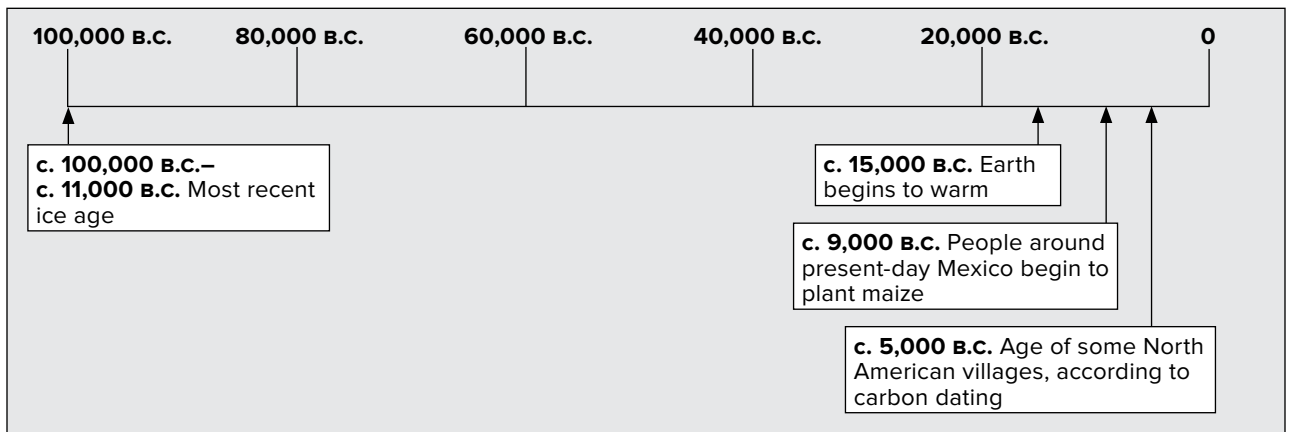 100,000 B.C. 80,000 B.C. 60,000 B.C. 40,000 B.C. 20,000 B.C. 0
c. 100,000 B.C.–
c. 11,000 B.C. Most recent
ice age
c. 15,000 B.C. Earth
begins to warm
c. 9,000 B.C. People around
present-day Mexico begin to
plant maize
c. 5,000 B.C. Age of some North
American villages, according to
carbon dating